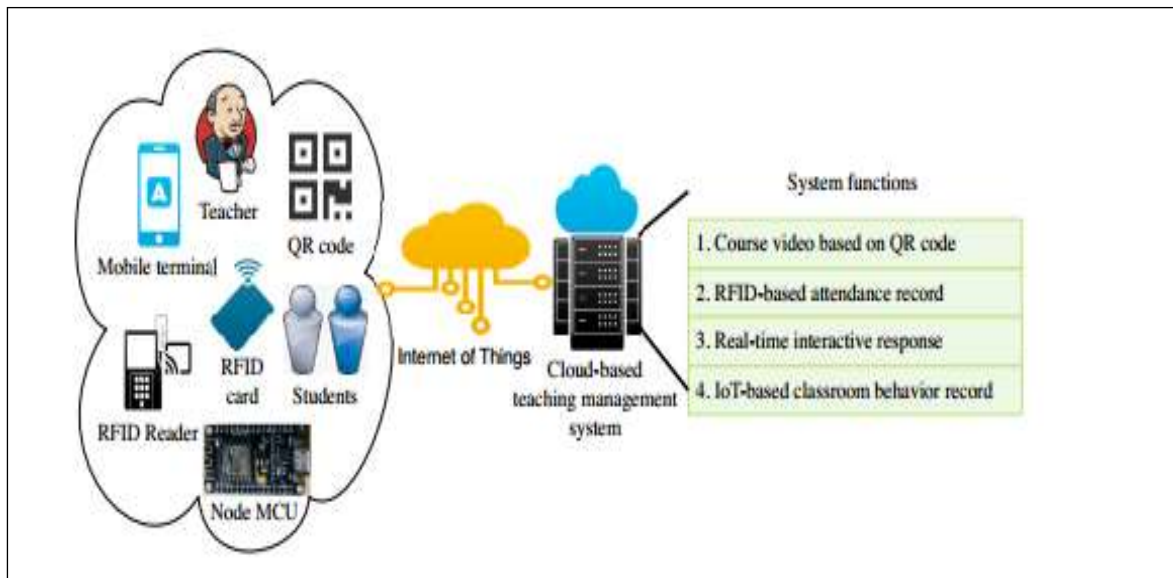 Teacher
QR code
Mobile terminal
A
RFID
card
Students
RFID Reader
Node MCU
Internet of Things
Cloud-based
teaching management
system
System functions
1. Course video based on QR code
2. RFID-based attendance record
3. Real-time interactive response
4. IoT-based classroom behavior record